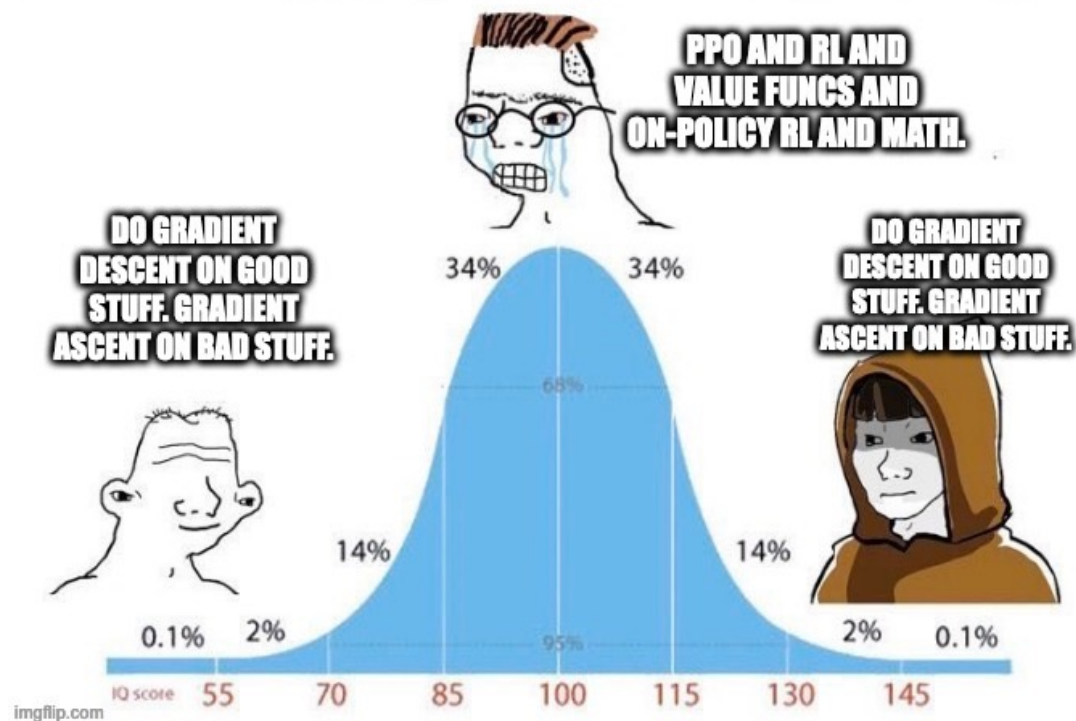 PPO AND RL AND
VALUE FUNCS AND
ON-POLICY RL AND MATH.
DO GRADIENT
DESCENT ON GOOD
STUFF. GRADIENT
ASCENT ON BAD STUFF.
DO GRADIENT
DESCENT ON GOOD
STUFF. GRADIENT
ASCENT ON BAD STUFF.
34% 34%
68%
14% 14%
0.1% 2% 95% 2% 0.1%
IQ score 55 70 85 100 115 130 145
imgflip.com